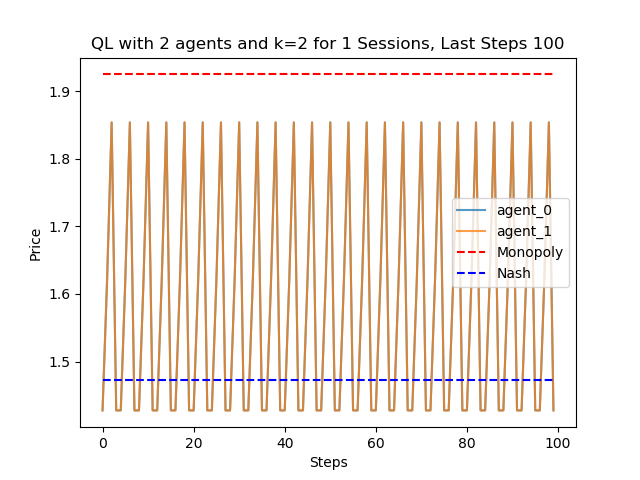 QL with 2 agents and k=2 for 1 Sessions, Last Steps 100
1.9
1.8
1.7
1.6
1.5
Price
agent_0
agent_1
Monopoly
Nash
0 20 40 60 80 100
Steps